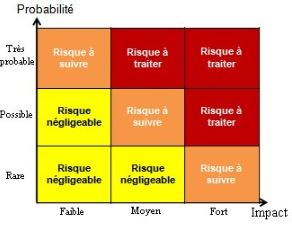 Probabilité
Très
probable
Risque à
suivre
Risque à
traiter
Risque à
traiter
Possible
Risque
négligeable
Risque à
suivre
Risque à
traiter
Rare
Risque
négligeable
Risque
négligeable
Risque à
suivre
Faible
Moyen
Fort
Impact